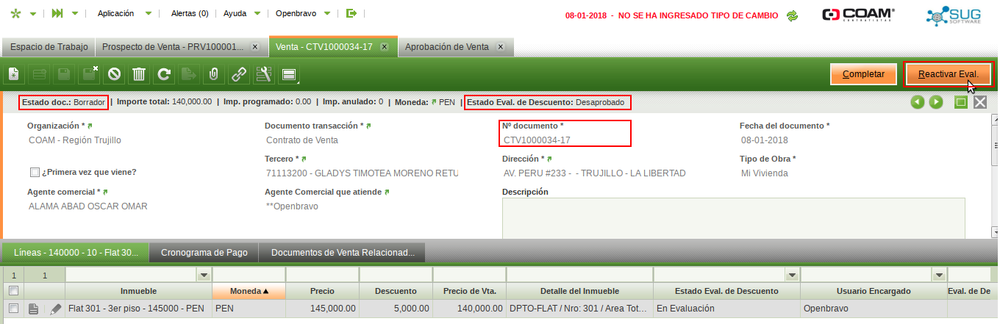 Aplicación Alertas (0) Ayuda Openbravo 08-01-2018 - NO SE HA INGRESADO TIPO DE CAMBIO COAM CONTRATISTAS SUG SOFTWARE
Espacio de Trabajo Prospecto de Venta - PRV100001... x Venta - CTV1000034-17 x Aprobación de Venta x
Completar Reactivar Eval.
Estado doc.: Borrador | Importe total: 140,000.00 | Imp. programado: 0.00 | Imp. anulado: 0 | Moneda: PEN | Estado Eval. de Descuento: Desaprobado
Organización * Documento transacción * Nº documento * Fecha del documento *
COAM - Región Trujillo Contrato de Venta CTV1000034-17 08-01-2018
Tercero * Dirección * Tipo de Obra *
¿Primera vez que viene? 71113200 - GLADYS TIMOTEA MORENO RETU AV. PERU #233 - - TRUJILLO - LA LIBERTAD Mi Vivienda
Agente comercial * Agente Comercial que atiende Descripción
ALAMA ABAD OSCAR OMAR **Openbravo
Líneas - 140000 - 10 - Flat 30... Cronograma de Pago Documentos de Venta Relacionad...
1 1
Inmueble Moneda Precio Descuento Precio de Vta. Detalle del Inmueble Estado Eval. de Descuento Usuario Encargado Eval. de De
Flat 301 - 3er piso - 145000 - PEN PEN 145,000.00 5,000.00 140,000.00 DPTO-FLAT / Nro: 301 / Area Tot... En Evaluación Openbravo